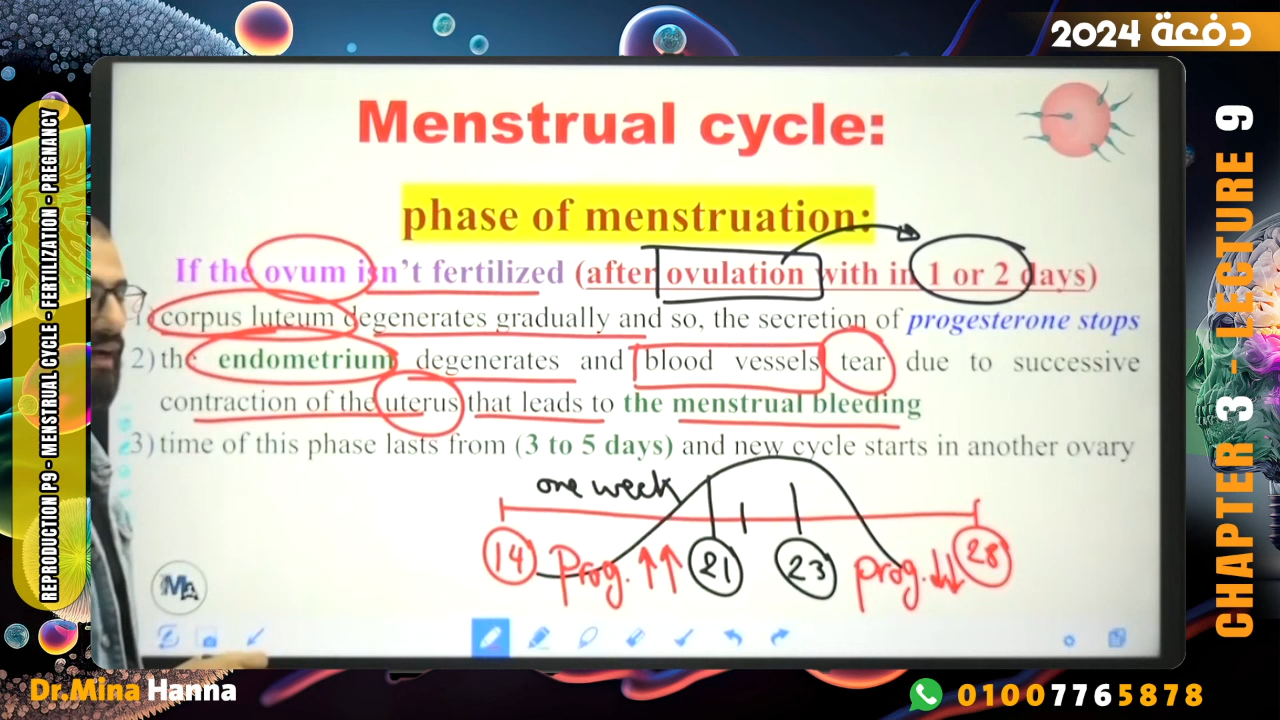 دفعة 2024
REPRODUCTION P9 - MENSTRUAL CYCLE - FERTILIZATION - PREGNANCY
Menstrual cycle:
phase of menstruation:
If the ovum isn't fertilized (after ovulation with in 1 or 2 days)
1) corpus luteum degenerates gradually and so, the secretion of progesterone stops
2) the endometrium degenerates and blood vessels tear due to successive
contraction of the uterus that leads to the menstrual bleeding
3) time of this phase lasts from (3 to 5 days) and new cycle starts in another ovary
one week
14 Prog. ↑↑ 21 23 prog. ↓↓ 28
MA
CHAPTER 3 - LECTURE 9
Dr.Mina Hanna
01007765878